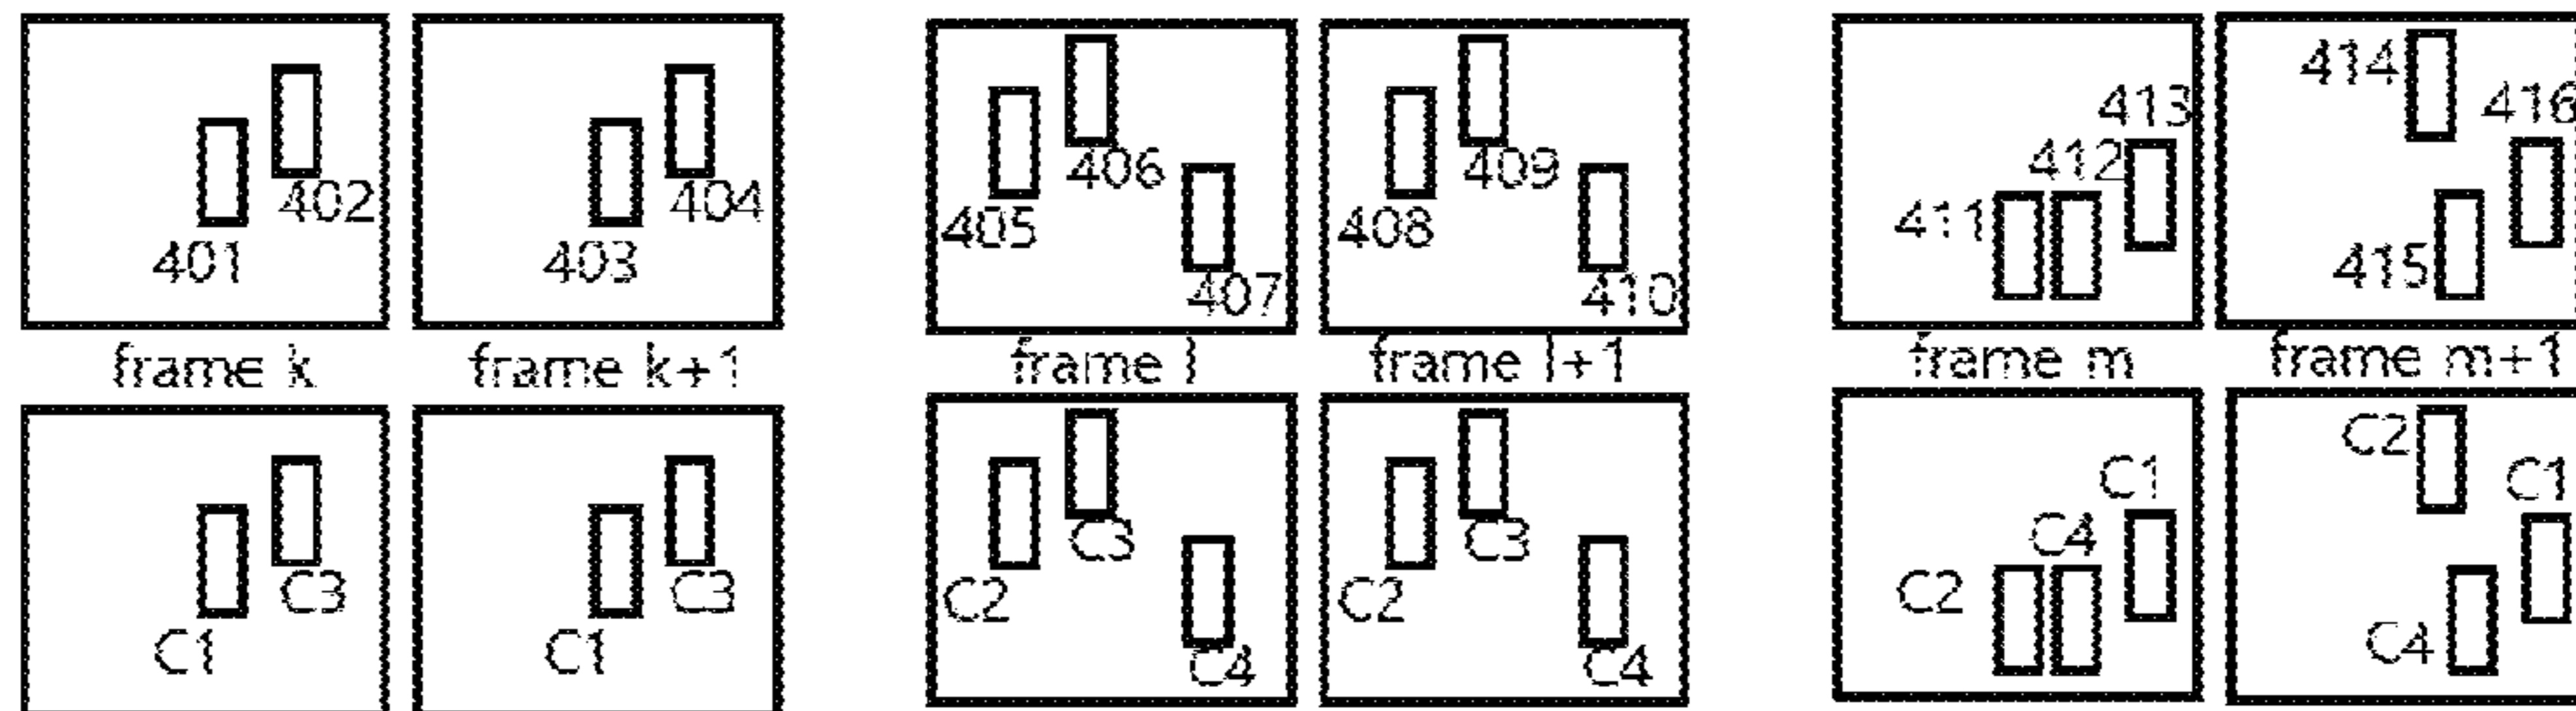 402 404
401 403
406 409
405 408
407 410
414
413 416
412
411
415
frame k frame k+1 frame l frame l+1 frame m frame m+1
C3 C3
C1 C1
C3 C3
C2 C2
C4 C4
C2
C1 C1
C4
C2
C4